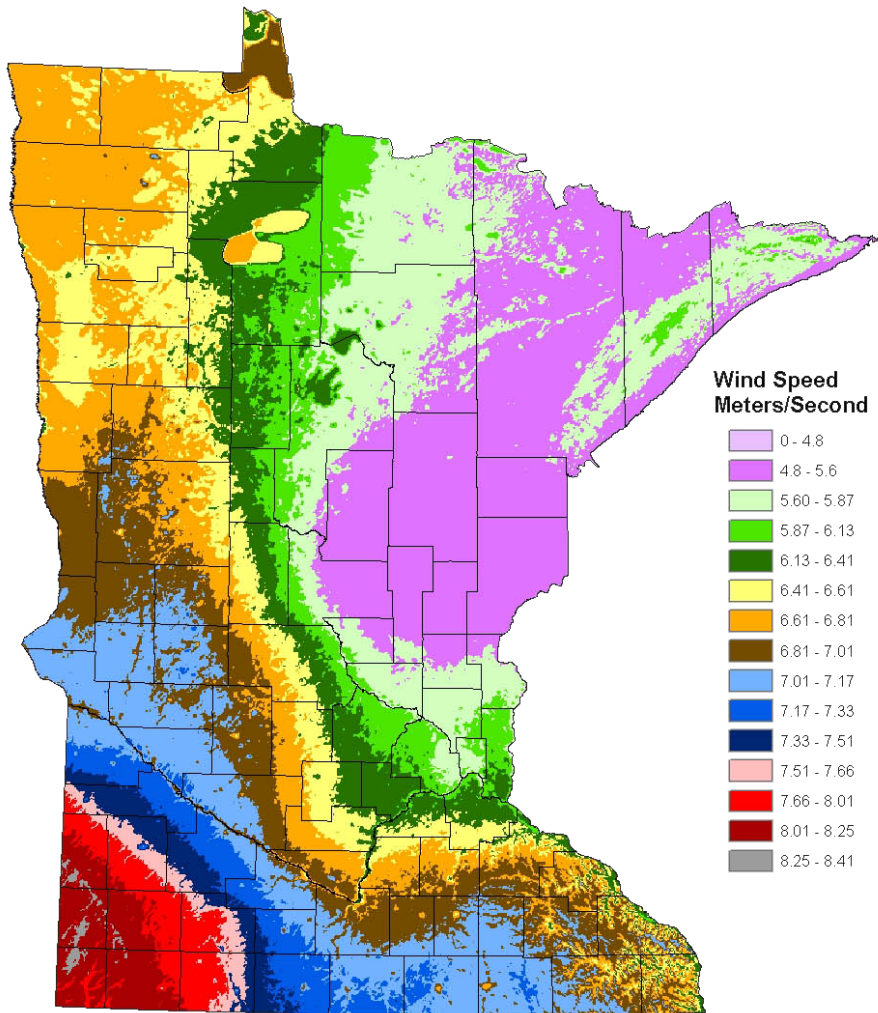 Wind Speed
Meters/Second
0 - 4.8
4.8 - 5.6
5.60 - 5.87
5.87 - 6.13
6.13 - 6.41
6.41 - 6.61
6.61 - 6.81
6.81 - 7.01
7.01 - 7.17
7.17 - 7.33
7.33 - 7.51
7.51 - 7.66
7.66 - 8.01
8.01 - 8.25
8.25 - 8.41